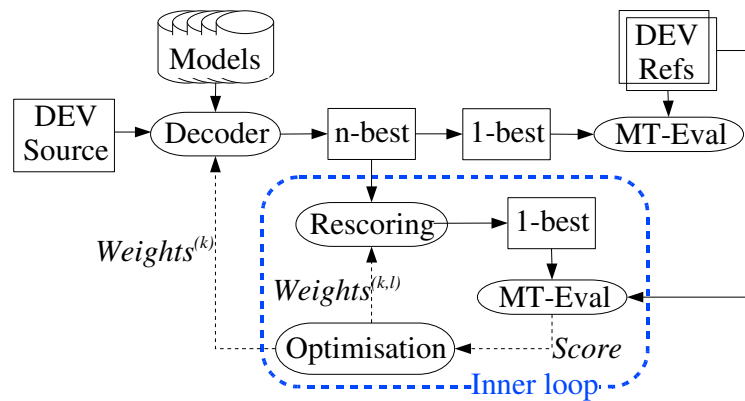 Models
DEV
Refs
DEV
Source
Decoder
n-best
1-best
MT-Eval
Rescoring
1-best
Weights(k)
Weights(k,l)
MT-Eval
Optimisation
Score
Inner loop